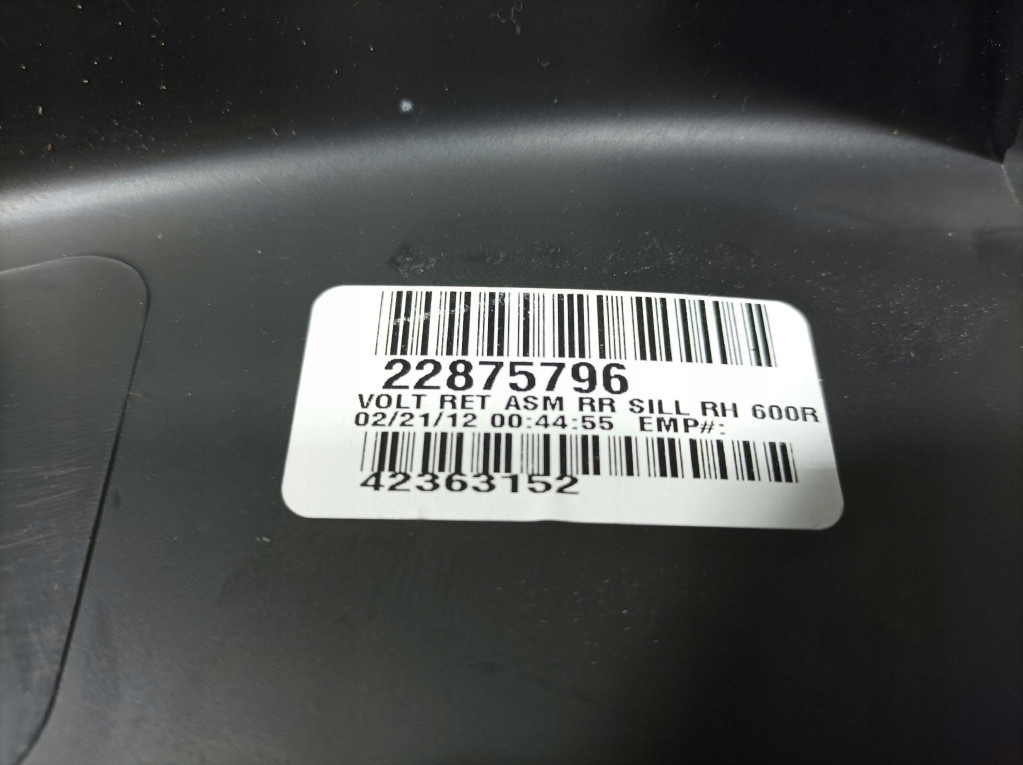 22875796
VOLT RET ASM RR SILL RH 600R
02/21/12 00:44:55 EMP#:
42363152